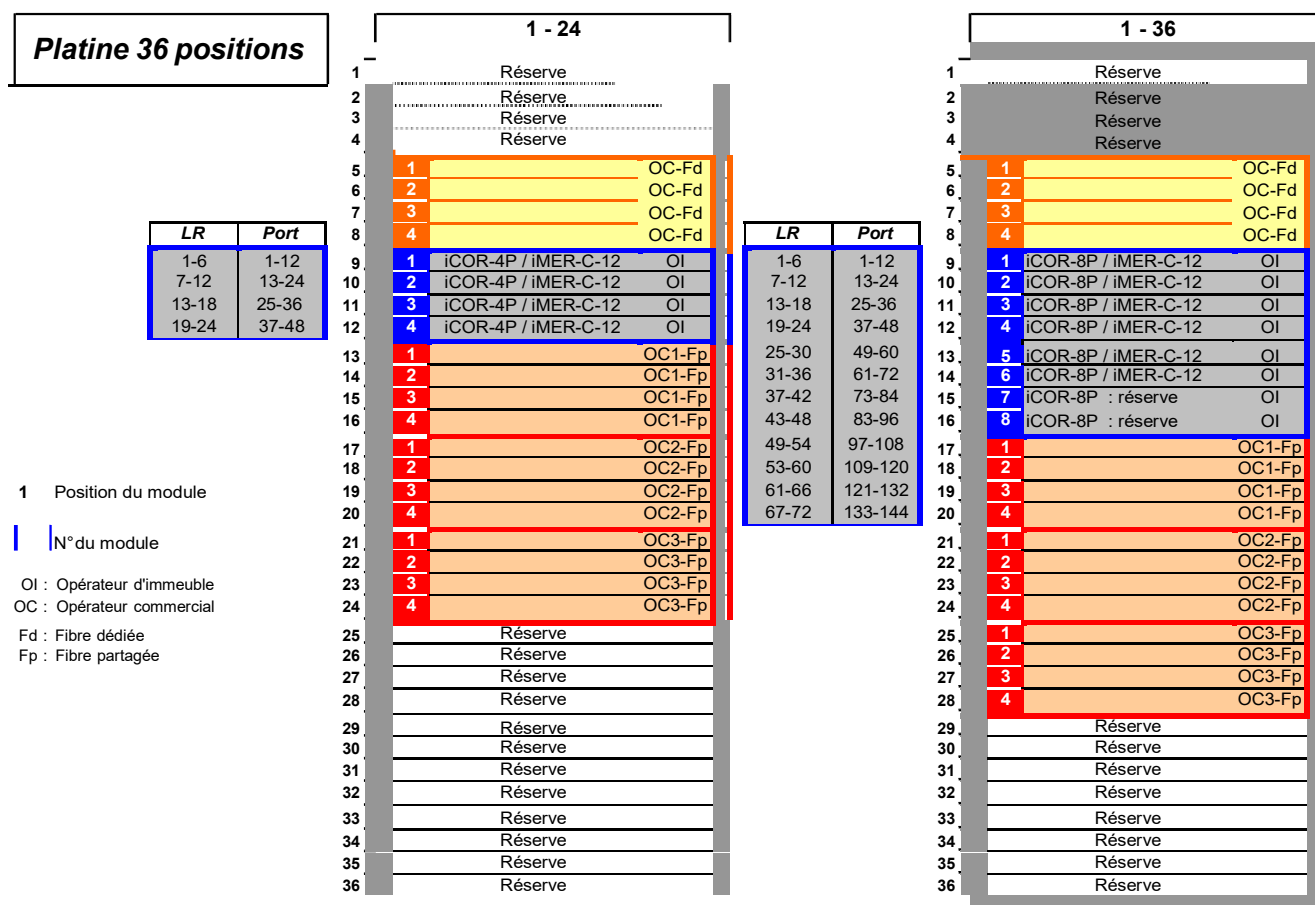 Platine 36 positions
1 - 24
1 - 36
1 Réserve 1 Réserve
2 Réserve 2 Réserve
3 Réserve 3 Réserve
4 Réserve 4 Réserve
5 1 OC-Fd 5 1 OC-Fd
6 2 OC-Fd 6 2 OC-Fd
7 3 OC-Fd 7 3 OC-Fd
LR Port 8 4 OC-Fd LR Port 8 4 OC-Fd
1-6 1-12 9 1 iCOR-4P / iMER-C-12 OI 1-6 1-12 9 1 iCOR-8P / iMER-C-12 OI
7-12 13-24 10 2 iCOR-4P / iMER-C-12 OI 7-12 13-24 10 2 iCOR-8P / iMER-C-12 OI
13-18 25-36 11 3 iCOR-4P / iMER-C-12 OI 13-18 25-36 11 3 iCOR-8P / iMER-C-12 OI
19-24 37-48 12 4 iCOR-4P / iMER-C-12 OI 19-24 37-48 12 4 iCOR-8P / iMER-C-12 OI
13 1 OC1-Fp 25-30 49-60 13 5 iCOR-8P / iMER-C-12 OI
14 2 OC1-Fp 31-36 61-72 14 6 iCOR-8P / iMER-C-12 OI
15 3 OC1-Fp 37-42 73-84 15 7 iCOR-8P : réserve OI
16 4 OC1-Fp 43-48 83-96 16 8 iCOR-8P : réserve OI
17 1 OC2-Fp 49-54 97-108 17 1 OC1-Fp
18 2 OC2-Fp 53-60 109-120 18 2 OC1-Fp
1 Position du module 19 3 OC2-Fp 61-66 121-132 19 3 OC1-Fp
20 4 OC2-Fp 67-72 133-144 20 4 OC1-Fp
N°du module 21 1 OC3-Fp 21 1 OC2-Fp
22 2 OC3-Fp 22 2 OC2-Fp
OI : Opérateur d'immeuble 23 3 OC3-Fp 23 3 OC2-Fp
OC : Opérateur commercial 24 4 OC3-Fp 24 4 OC2-Fp
Fd : Fibre dédiée 25 Réserve 25 1 OC3-Fp
Fp : Fibre partagée 26 Réserve 26 2 OC3-Fp
27 Réserve 27 3 OC3-Fp
28 Réserve 28 4 OC3-Fp
29 Réserve 29 Réserve
30 Réserve 30 Réserve
31 Réserve 31 Réserve
32 Réserve 32 Réserve
33 Réserve 33 Réserve
34 Réserve 34 Réserve
35 Réserve 35 Réserve
36 Réserve 36 Réserve